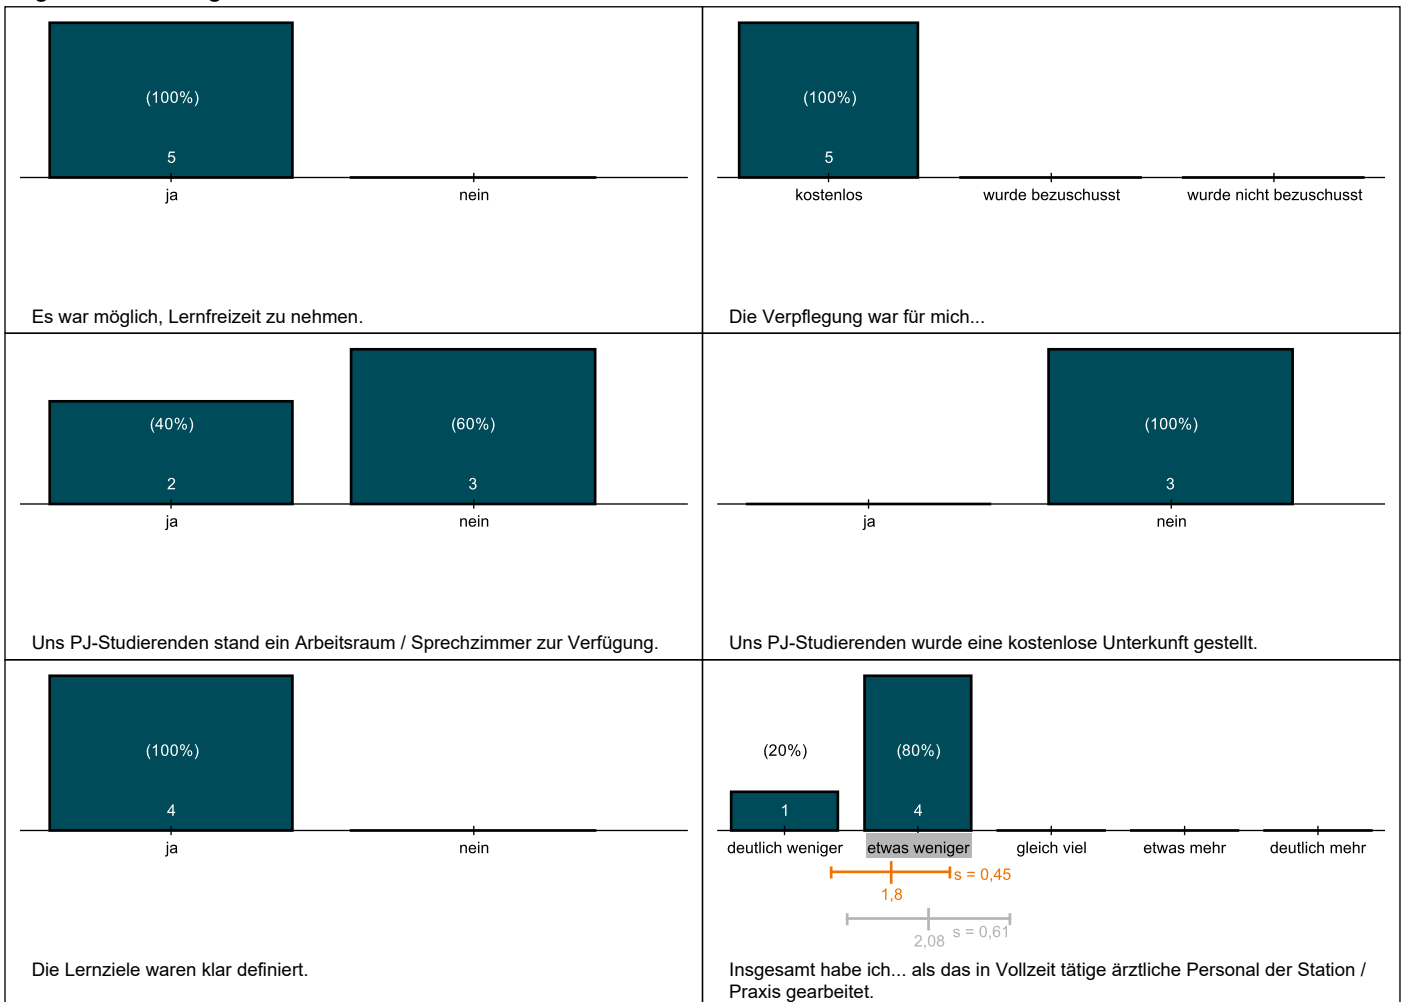 (100%)
5
ja
nein
Es war möglich, Lernfreizeit zu nehmen.
(100%)
5
kostenlos
wurde bezuschusst
wurde nicht bezuschusst
Die Verpflegung war für mich...
(40%)
2
ja
(60%)
3
nein
Uns PJ-Studierenden stand ein Arbeitsraum / Sprechzimmer zur Verfügung.
ja
(100%)
3
nein
Uns PJ-Studierenden wurde eine kostenlose Unterkunft gestellt.
(100%)
4
ja
nein
Die Lernziele waren klar definiert.
(20%)
1
deutlich weniger
(80%)
4
etwas weniger
gleich viel
etwas mehr
deutlich mehr
s = 0,45
1,8
s = 0,61
2,08
Insgesamt habe ich... als das in Vollzeit tätige ärztliche Personal der Station /
Praxis gearbeitet.